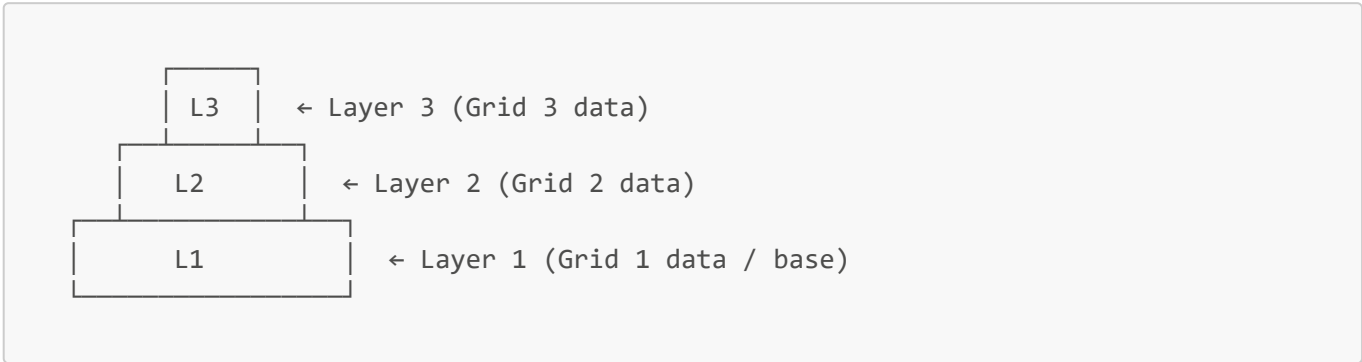 L3 ← Layer 3 (Grid 3 data)
L2 ← Layer 2 (Grid 2 data)
L1 ← Layer 1 (Grid 1 data / base)